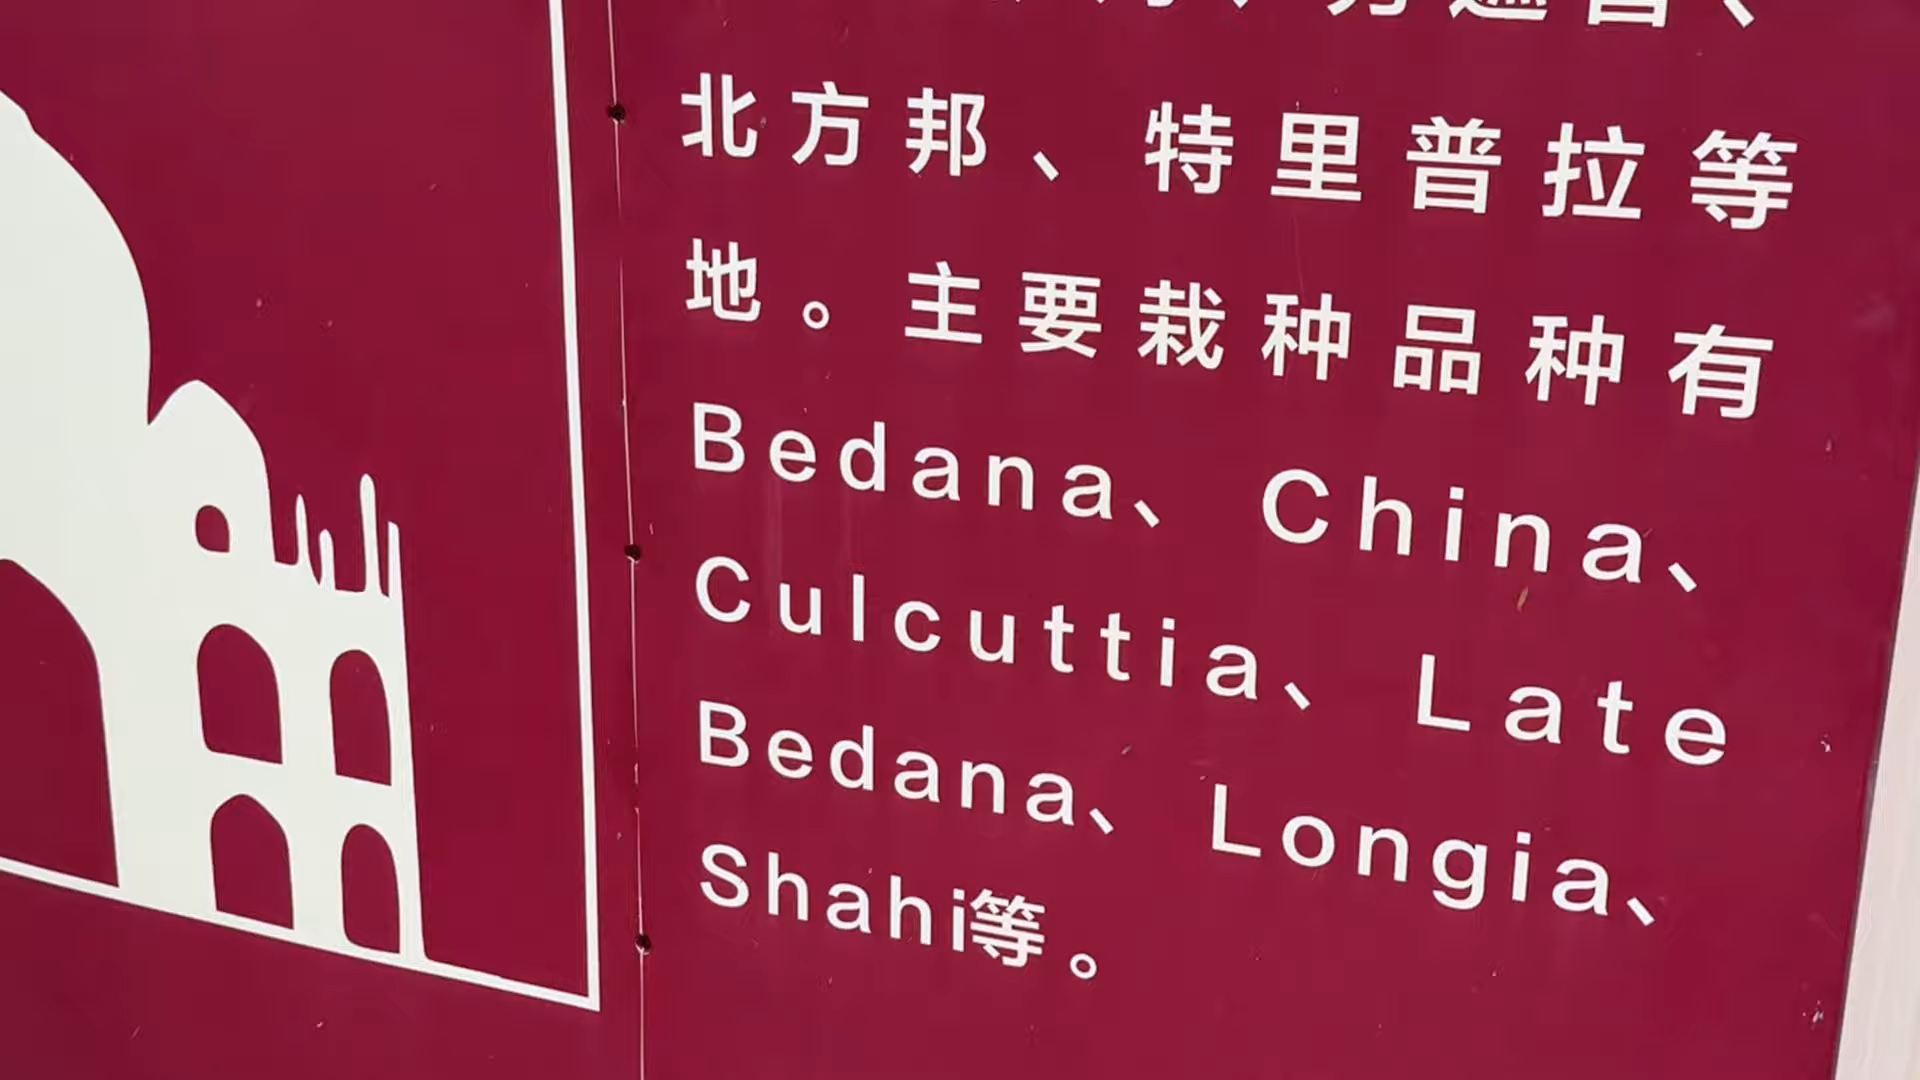 北方邦、特里普拉等
地。主要栽种品种有
Bedana、China、
Culcuttia、Late
Bedana、Longia、
Shahi等。